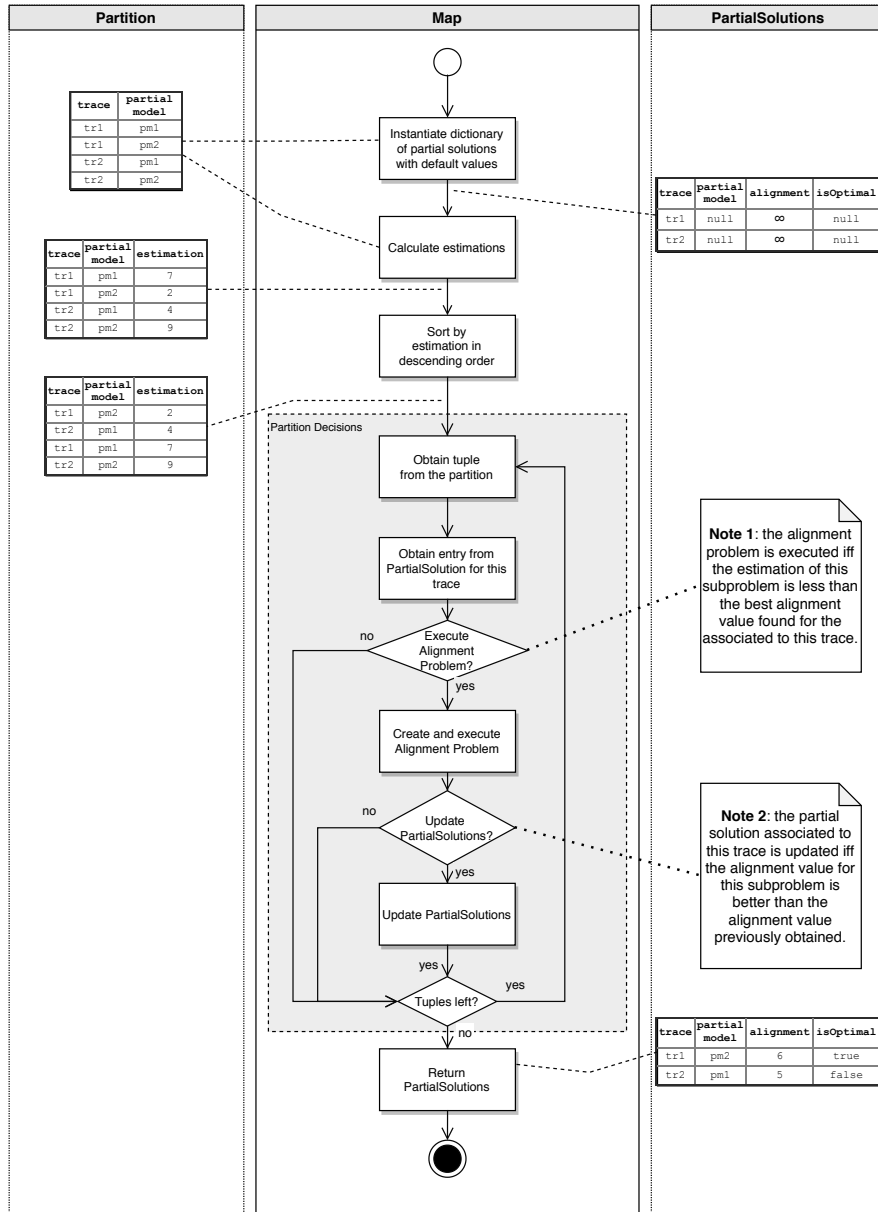 Partition
Map
PartialSolutions
trace partial model
tr1 pm1
tr1 pm2
tr2 pm1
tr2 pm2
Instantiate dictionary
of partial solutions
with default values
trace partial model alignment isOptimal
tr1 null ∞ null
tr2 null ∞ null
Calculate estimations
trace partial model estimation
tr1 pm1 7
tr1 pm2 2
tr2 pm1 4
tr2 pm2 9
Sort by
estimation in
descending order
trace partial model estimation
tr1 pm2 2
tr2 pm1 4
tr1 pm1 7
tr2 pm2 9
Partition Decisions
Obtain tuple
from the partition
Obtain entry from
PartialSolution for this
trace
Note 1: the alignment
problem is executed iff
the estimation of this
subproblem is less than
the best alignment
value found for the
associated to this trace.
no
Execute
Alignment
Problem?
yes
Create and execute
Alignment Problem
no
Update
PartialSolutions?
yes
Note 2: the partial
solution associated to
this trace is updated iff
the alignment value for
this subproblem is
better than the
alignment value
previously obtained.
Update PartialSolutions
yes
Tuples left?
yes
no
Return
PartialSolutions
trace partial model alignment isOptimal
tr1 pm2 6 true
tr2 pm1 5 false